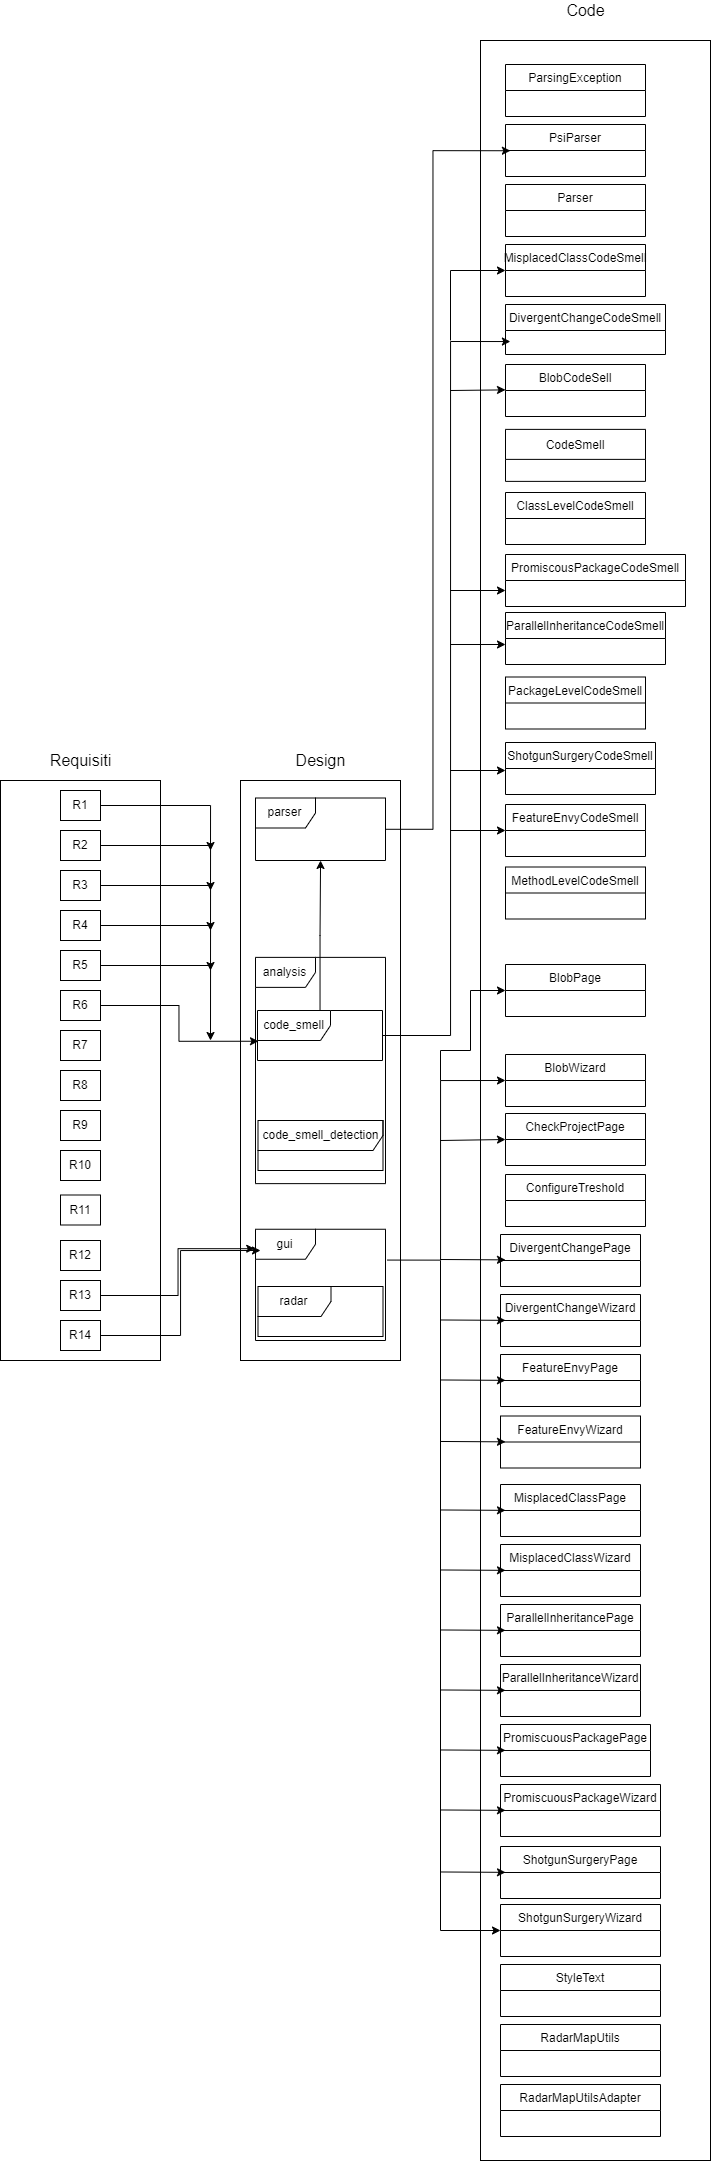 Code
ParsingException
PsiParser
Parser
MisplacedClassCodeSmell
DivergentChangeCodeSmell
BlobCodeSell
CodeSmell
ClassLevelCodeSmell
PromiscousPackageCodeSmell
ParallelInheritanceCodeSmell
PackageLevelCodeSmell
ShotgunSurgeryCodeSmell
FeatureEnvyCodeSmell
MethodLevelCodeSmell
BlobPage
BlobWizard
CheckProjectPage
ConfigureTreshold
DivergentChangePage
DivergentChangeWizard
FeatureEnvyPage
FeatureEnvyWizard
MisplacedClassPage
MisplacedClassWizard
ParallelInheritancePage
ParallelInheritanceWizard
PromiscuousPackagePage
PromiscuousPackageWizard
ShotgunSurgeryPage
ShotgunSurgeryWizard
StyleText
RadarMapUtils
RadarMapUtilsAdapter
Requisiti
R1
R2
R3
R4
R5
R6
R7
R8
R9
R10
R11
R12
R13
R14
Design
parser
analysis
code_smell
code_smell_detection
gui
radar